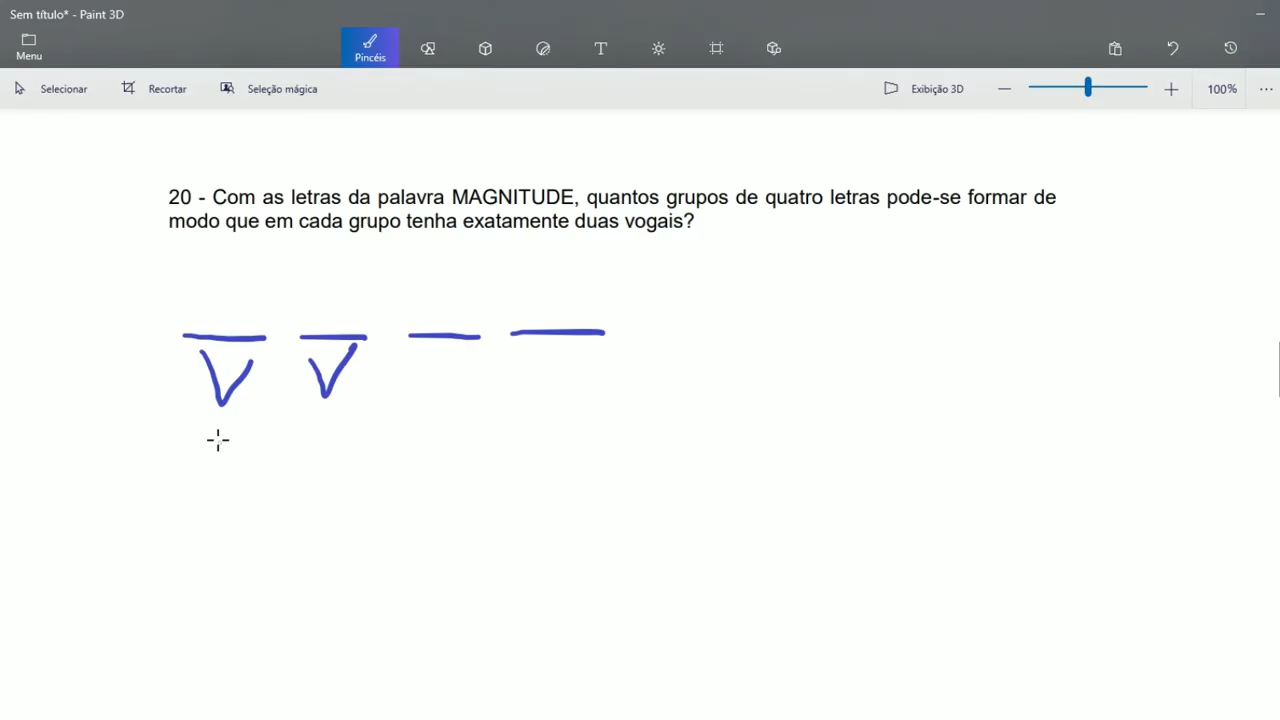 Sem título* - Paint 3D
Menu
Pincéis
Selecionar Recortar Seleção mágica Exibição 3D 100%
20 - Com as letras da palavra MAGNITUDE, quantos grupos de quatro letras pode-se formar de
modo que em cada grupo tenha exatamente duas vogais?
V V